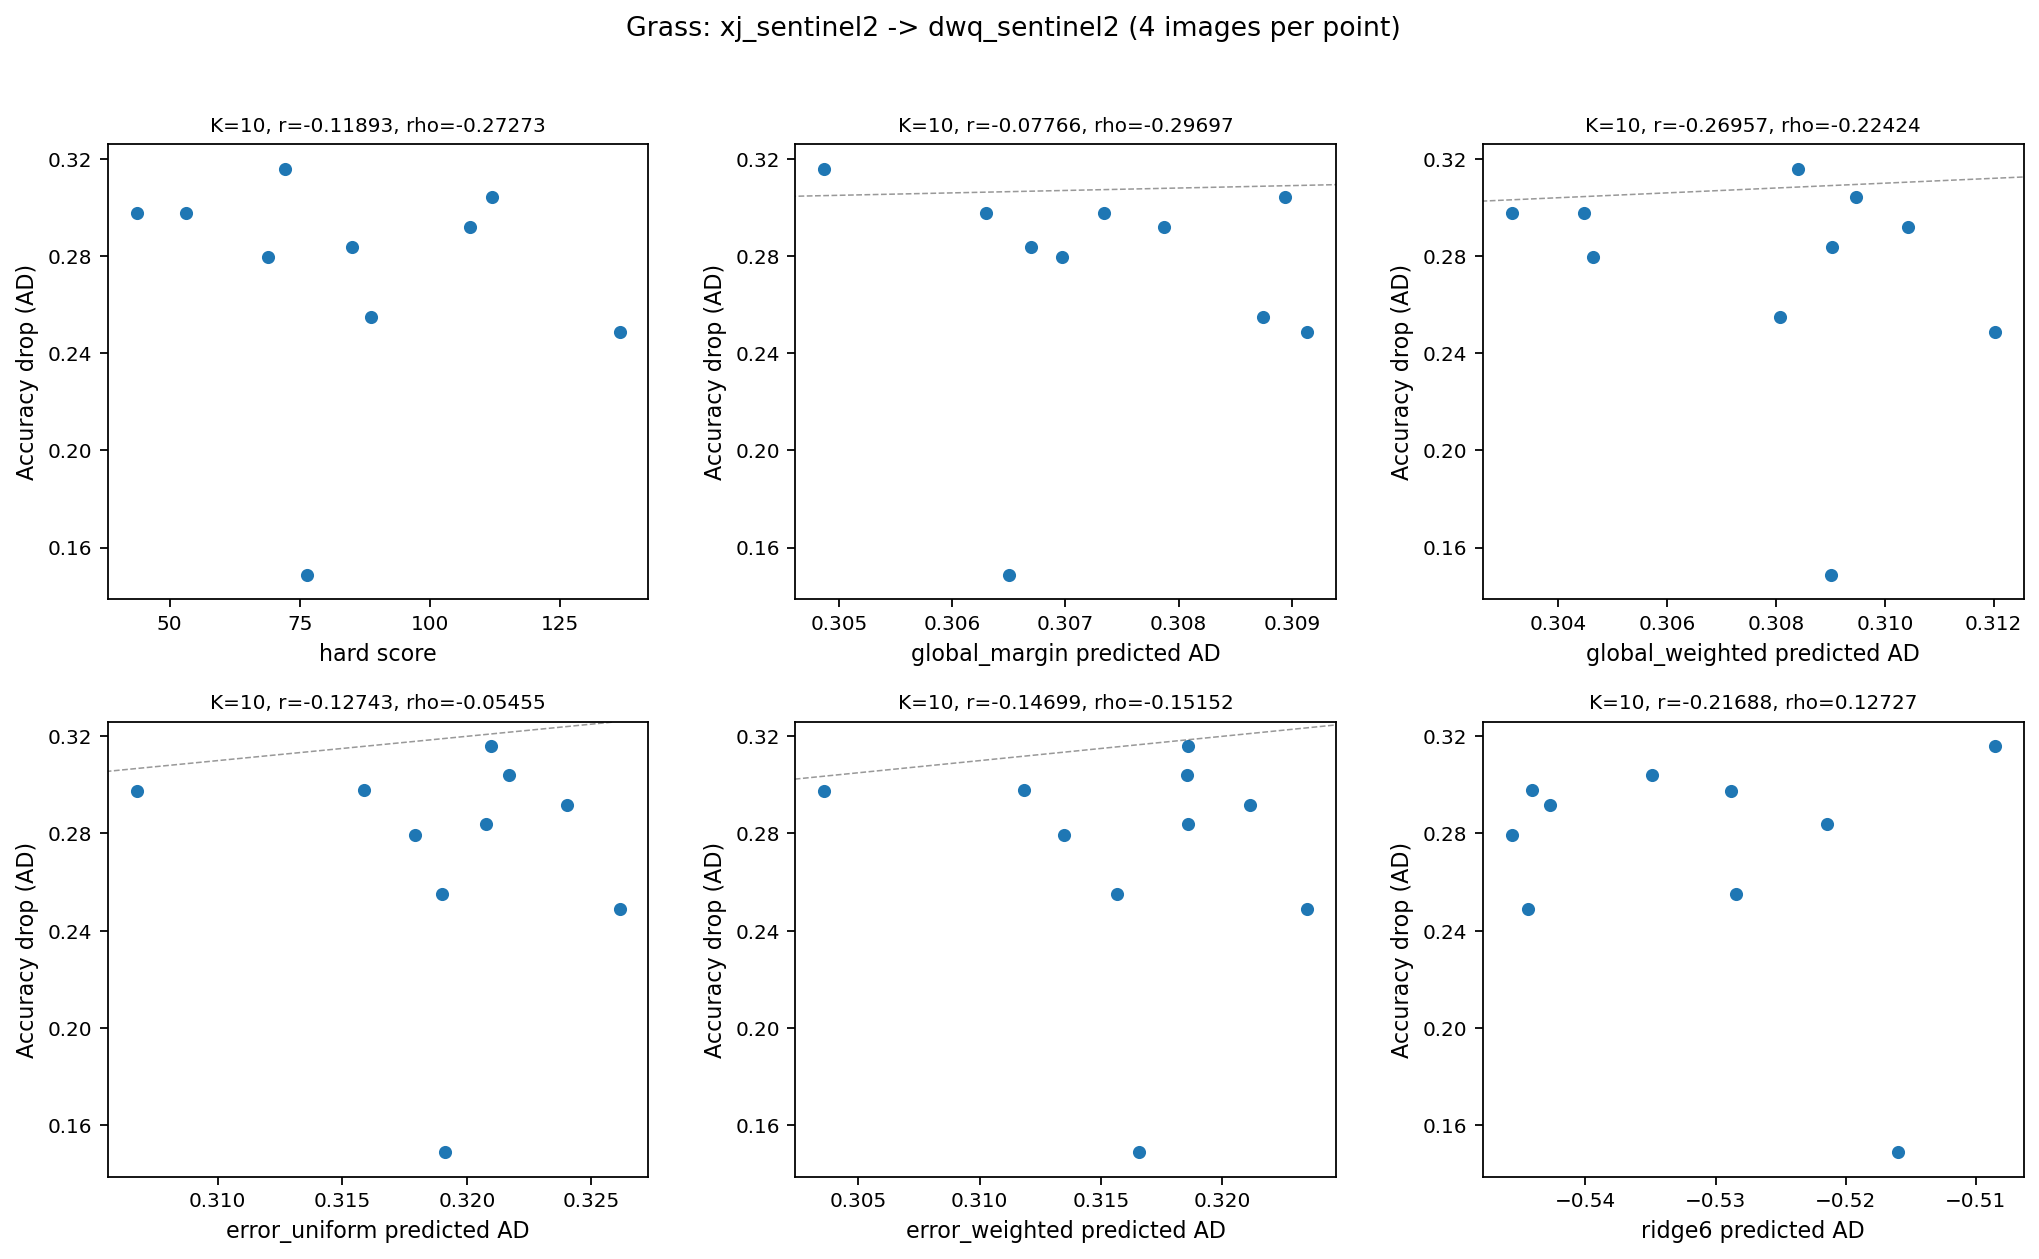 Grass: xj_sentinel2 -> dwq_sentinel2 (4 images per point)
K=10, r=-0.11893, rho=-0.27273
0.32
0.28
0.24
0.20
0.16
Accuracy drop (AD)
50 75 100 125
hard score
K=10, r=-0.07766, rho=-0.29697
0.32
0.28
0.24
0.20
0.16
Accuracy drop (AD)
0.305 0.306 0.307 0.308 0.309
global_margin predicted AD
K=10, r=-0.26957, rho=-0.22424
0.32
0.28
0.24
0.20
0.16
Accuracy drop (AD)
0.304 0.306 0.308 0.310 0.312
global_weighted predicted AD
K=10, r=-0.12743, rho=-0.05455
0.32
0.28
0.24
0.20
0.16
Accuracy drop (AD)
0.310 0.315 0.320 0.325
error_uniform predicted AD
K=10, r=-0.14699, rho=-0.15152
0.32
0.28
0.24
0.20
0.16
Accuracy drop (AD)
0.305 0.310 0.315 0.320
error_weighted predicted AD
K=10, r=-0.21688, rho=0.12727
0.32
0.28
0.24
0.20
0.16
Accuracy drop (AD)
−0.54 −0.53 −0.52 −0.51
ridge6 predicted AD